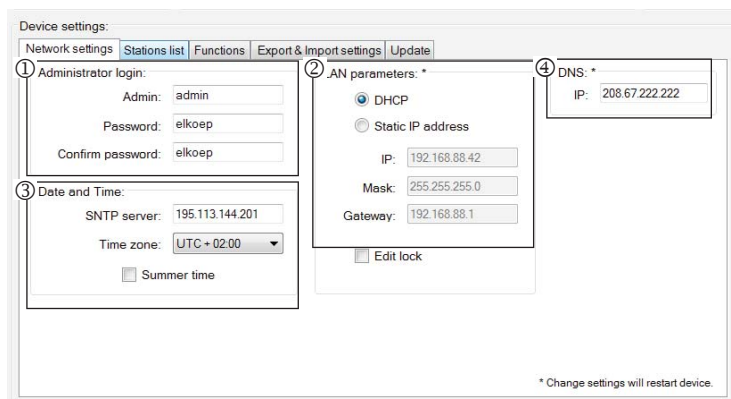 Device settings:
Network settings Stations list Functions Export & Import settings Update
① Administrator login:
Admin: admin
Password: elkoep
Confirm password: elkoep
② LAN parameters: *
DHCP
Static IP address
IP: 192.168.88.42
Mask: 255.255.255.0
Gateway: 192.168.88.1
Edit lock
③ Date and Time:
SNTP server: 195.113.144.201
Time zone: UTC + 02:00
Summer time
④ DNS: *
IP: 208.67.222.222
* Change settings will restart device.